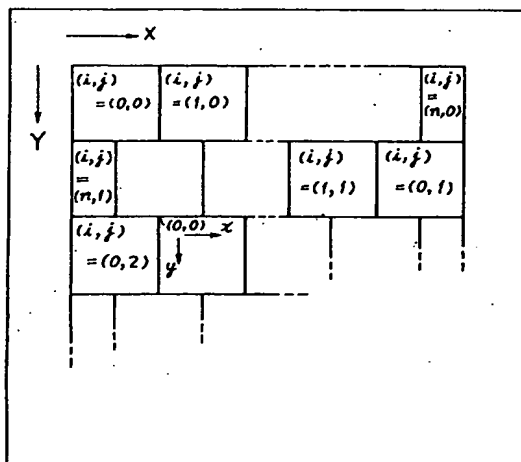 X
Y
(i,j)
=(0,0)
(i,j)
=(1,0)
(i,j)
=
(n,0)
(i,j)
=
(n,1)
(i,j)
=(1,1)
(i,j)
=(0,1)
(i,j)
=(0,2)
(0,0) x
y